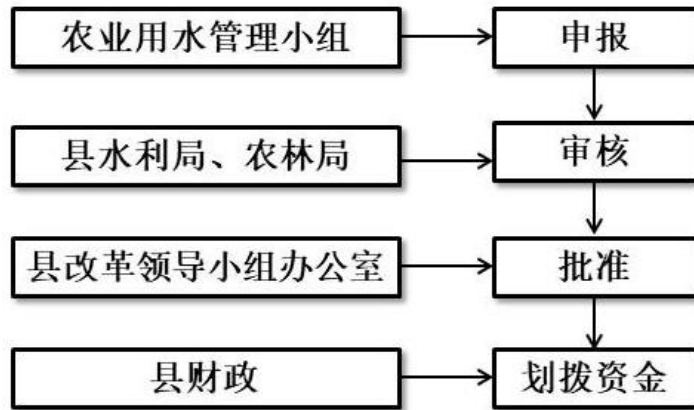 农业用水管理小组
申报
县水利局、农林局
审核
县改革领导小组办公室
批准
县财政
划拨资金